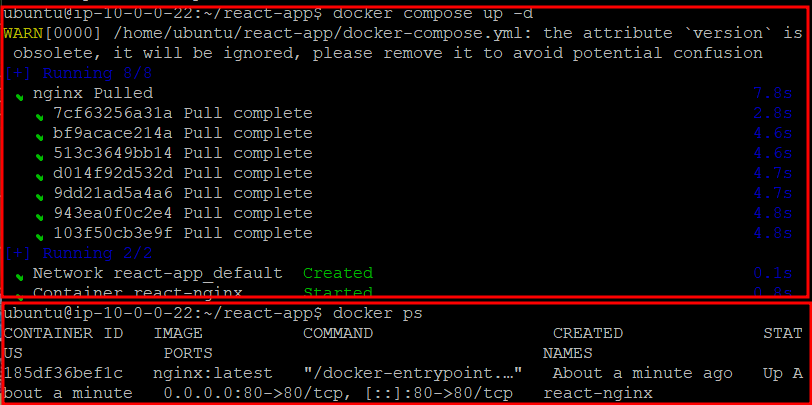 ubuntu@ip-10-0-0-22:~/react-app$ docker compose up -d
WARN[0000] /home/ubuntu/react-app/docker-compose.yml: the attribute `version` is
obsolete, it will be ignored, please remove it to avoid potential confusion
[+] Running 8/8
✔ nginx Pulled 7.8s
✔ 7cf63256a31a Pull complete 2.8s
✔ bf9acace214a Pull complete 4.6s
✔ 513c3649bb14 Pull complete 4.6s
✔ d014f92d532d Pull complete 4.7s
✔ 9dd21ad5a4a6 Pull complete 4.7s
✔ 943ea0f0c2e4 Pull complete 4.8s
✔ 103f50cb3e9f Pull complete 4.8s
[+] Running 2/2
✔ Network react-app_default Created 0.1s
✔ Container react-nginx Started 0.8s
ubuntu@ip-10-0-0-22:~/react-app$ docker ps
CONTAINER ID IMAGE COMMAND CREATED STAT
US PORTS NAMES
185df36bef1c nginx:latest "/docker-entrypoint.…" About a minute ago Up A
bout a minute 0.0.0.0:80->80/tcp, [::]:80->80/tcp react-nginx